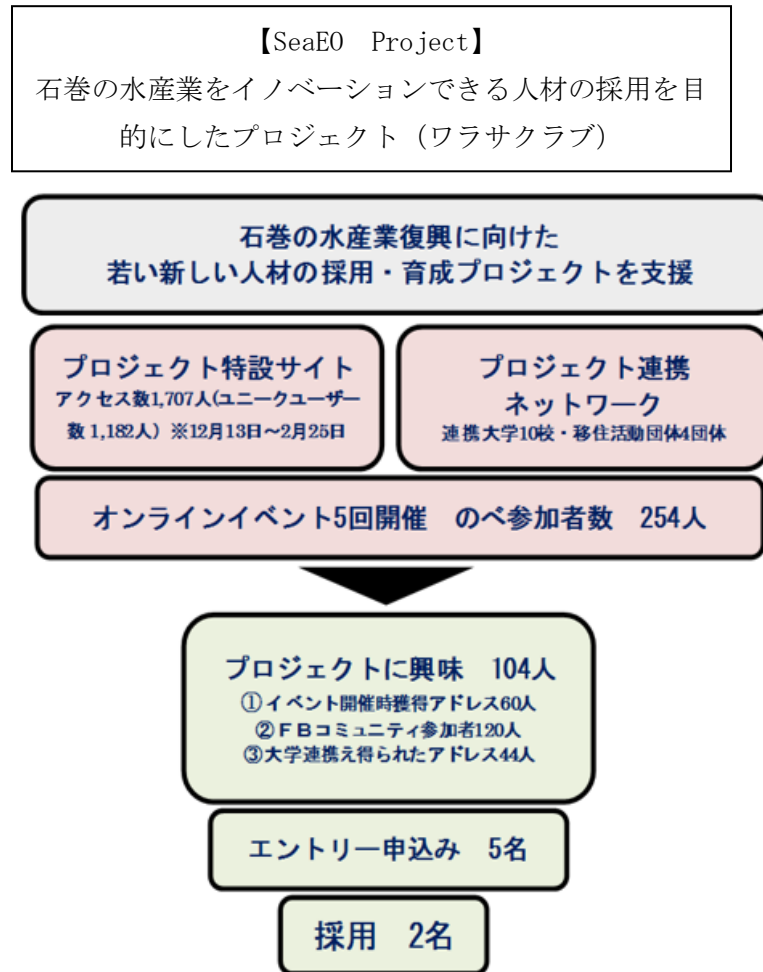 【SeaEO　Project】
石巻の水産業をイノベーションできる人材の採用を目
的にしたプロジェクト（ワラサクラブ）
石巻の水産業復興に向けた
若い新しい人材の採用・育成プロジェクトを支援
プロジェクト特設サイト
アクセス数1,707人(ユニークユーザー
数 1,182人）※12月13日～2月25日
プロジェクト連携
ネットワーク
連携大学10校・移住活動団体4団体
オンラインイベント5回開催　のべ参加者数　254人
プロジェクトに興味　104人
①イベント開催時獲得アドレス60人
②ＦＢコミュニティ参加者120人
③大学連携え得られたアドレス44人
エントリー申込み　5名
採用　2名